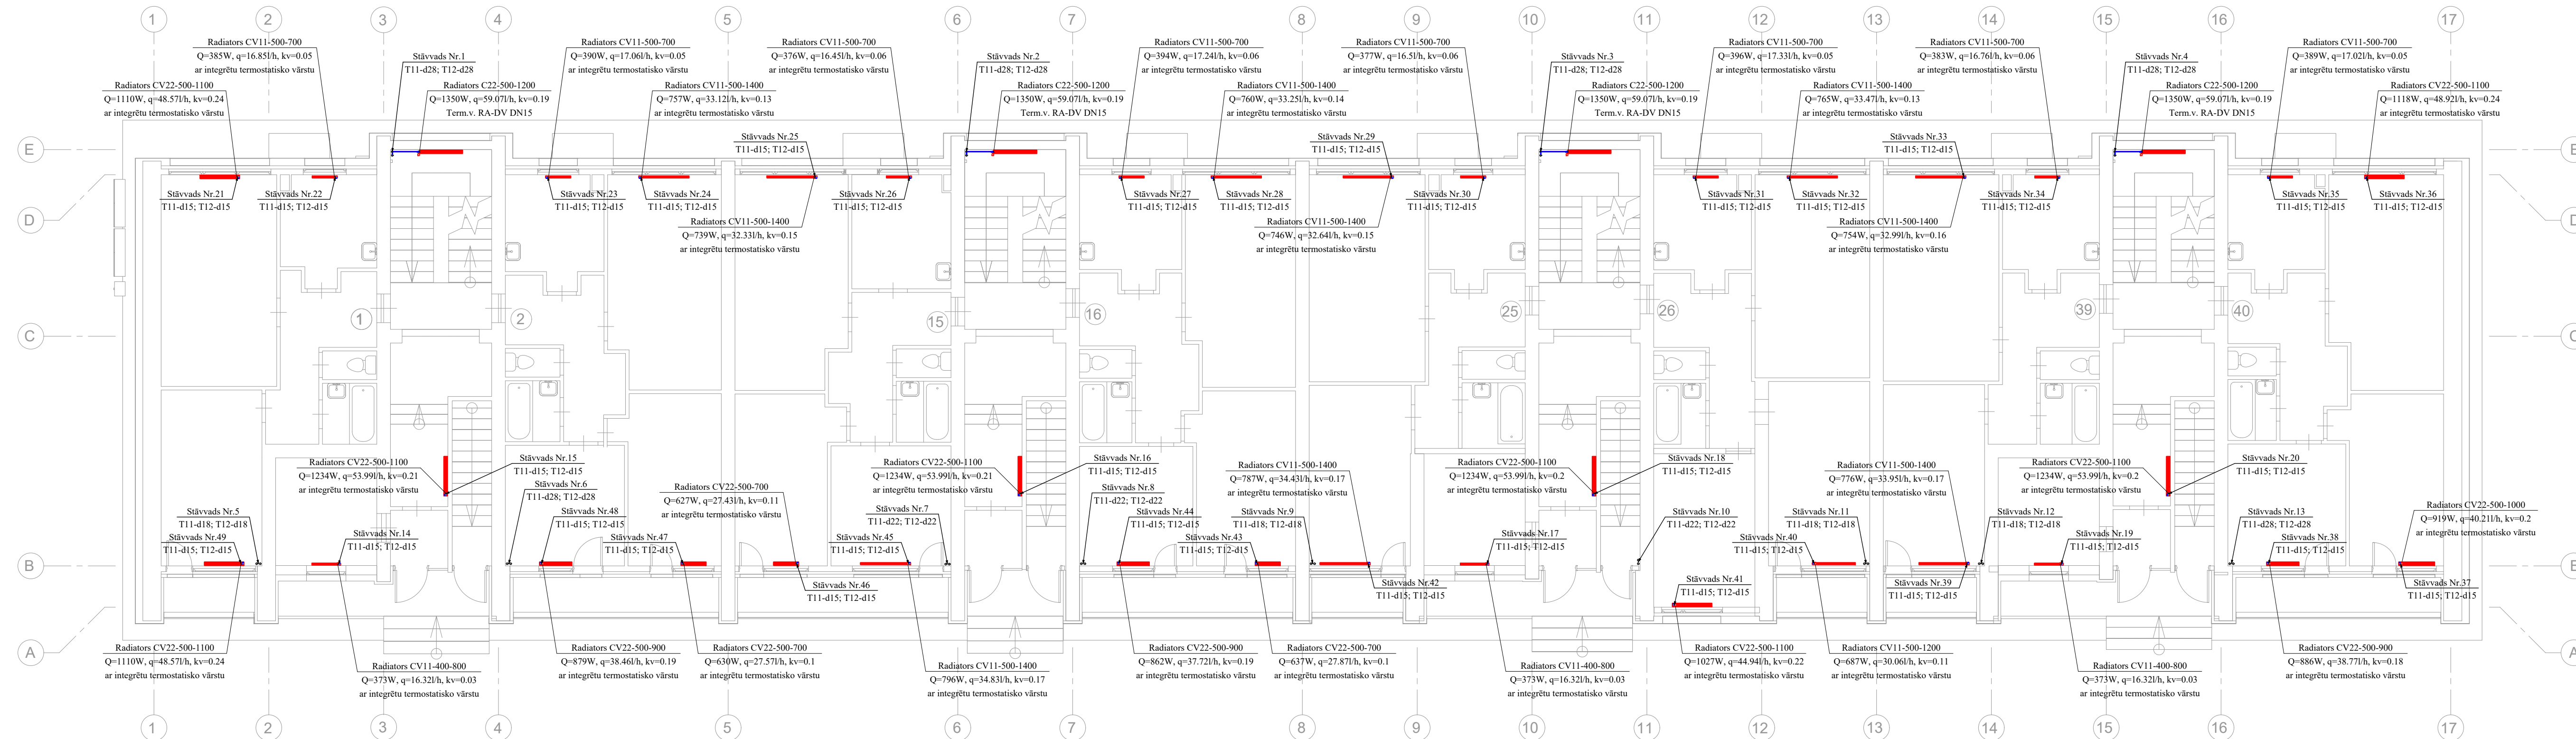 1 2 3 4 5 6 7 8 9 10 11 12 13 14 15 16 17
Radiators CV11-500-700
Q=385W, q=16.85l/h, kv=0.05
ar integrētu termostatisko vārstu
Radiators CV22-500-1100
Q=1110W, q=48.57l/h, kv=0.24
ar integrētu termostatisko vārstu
Stāvvads Nr.1
T11-d28; T12-d28
Radiators C22-500-1200
Q=1350W, q=59.07l/h, kv=0.19
Term.v. RA-DV DN15
Radiators CV11-500-700
Q=390W, q=17.06l/h, kv=0.05
ar integrētu termostatisko vārstu
Radiators CV11-500-1400
Q=757W, q=33.12l/h, kv=0.13
ar integrētu termostatisko vārstu
Radiators CV11-500-700
Q=376W, q=16.45l/h, kv=0.06
ar integrētu termostatisko vārstu
Stāvvads Nr.25
T11-d15; T12-d15
Stāvvads Nr.2
T11-d28; T12-d28
Radiators C22-500-1200
Q=1350W, q=59.07l/h, kv=0.19
Term.v. RA-DV DN15
Radiators CV11-500-700
Q=394W, q=17.24l/h, kv=0.06
ar integrētu termostatisko vārstu
Radiators CV11-500-1400
Q=760W, q=33.25l/h, kv=0.14
ar integrētu termostatisko vārstu
Radiators CV11-500-700
Q=377W, q=16.5l/h, kv=0.06
ar integrētu termostatisko vārstu
Stāvvads Nr.29
T11-d15; T12-d15
Stāvvads Nr.3
T11-d28; T12-d28
Radiators C22-500-1200
Q=1350W, q=59.07l/h, kv=0.19
Term.v. RA-DV DN15
Radiators CV11-500-700
Q=396W, q=17.33l/h, kv=0.05
ar integrētu termostatisko vārstu
Radiators CV11-500-1400
Q=765W, q=33.47l/h, kv=0.13
ar integrētu termostatisko vārstu
Radiators CV11-500-700
Q=383W, q=16.76l/h, kv=0.06
ar integrētu termostatisko vārstu
Stāvvads Nr.33
T11-d15; T12-d15
Stāvvads Nr.4
T11-d28; T12-d28
Radiators C22-500-1200
Q=1350W, q=59.07l/h, kv=0.19
Term.v. RA-DV DN15
Radiators CV11-500-700
Q=389W, q=17.02l/h, kv=0.05
ar integrētu termostatisko vārstu
Radiators CV22-500-1100
Q=1118W, q=48.92l/h, kv=0.24
ar integrētu termostatisko vārstu
E E
Stāvvads Nr.21
T11-d15; T12-d15
Stāvvads Nr.22
T11-d15; T12-d15
Stāvvads Nr.23
T11-d15; T12-d15
Stāvvads Nr.24
T11-d15; T12-d15
Radiators CV11-500-1400
Q=739W, q=32.33l/h, kv=0.15
ar integrētu termostatisko vārstu
Stāvvads Nr.26
T11-d15; T12-d15
Stāvvads Nr.27
T11-d15; T12-d15
Stāvvads Nr.28
T11-d15; T12-d15
Radiators CV11-500-1400
Q=746W, q=32.64l/h, kv=0.15
ar integrētu termostatisko vārstu
Stāvvads Nr.30
T11-d15; T12-d15
Stāvvads Nr.31
T11-d15; T12-d15
Stāvvads Nr.32
T11-d15; T12-d15
Radiators CV11-500-1400
Q=754W, q=32.99l/h, kv=0.16
ar integrētu termostatisko vārstu
Stāvvads Nr.34
T11-d15; T12-d15
Stāvvads Nr.35
T11-d15; T12-d15
Stāvvads Nr.36
T11-d15; T12-d15
D D
1 2 15 16 25 26 39 40
C C
Radiators CV22-500-1100
Q=1234W, q=53.99l/h, kv=0.21
ar integrētu termostatisko vārstu
Stāvvads Nr.15
T11-d15; T12-d15
Stāvvads Nr.6
T11-d28; T12-d28
Radiators CV22-500-700
Q=627W, q=27.43l/h, kv=0.11
ar integrētu termostatisko vārstu
Radiators CV22-500-1100
Q=1234W, q=53.99l/h, kv=0.21
ar integrētu termostatisko vārstu
Stāvvads Nr.16
T11-d15; T12-d15
Stāvvads Nr.8
T11-d22; T12-d22
Radiators CV11-500-1400
Q=787W, q=34.43l/h, kv=0.17
ar integrētu termostatisko vārstu
Radiators CV22-500-1100
Q=1234W, q=53.99l/h, kv=0.2
ar integrētu termostatisko vārstu
Stāvvads Nr.18
T11-d15; T12-d15
Radiators CV11-500-1400
Q=776W, q=33.95l/h, kv=0.17
ar integrētu termostatisko vārstu
Radiators CV22-500-1100
Q=1234W, q=53.99l/h, kv=0.2
ar integrētu termostatisko vārstu
Stāvvads Nr.20
T11-d15; T12-d15
Radiators CV22-500-1000
Q=919W, q=40.21l/h, kv=0.2
ar integrētu termostatisko vārstu
Stāvvads Nr.5
T11-d18; T12-d18
Stāvvads Nr.49
T11-d15; T12-d15
Stāvvads Nr.14
T11-d15; T12-d15
Stāvvads Nr.48
T11-d15; T12-d15
Stāvvads Nr.47
T11-d15; T12-d15
Stāvvads Nr.7
T11-d22; T12-d22
Stāvvads Nr.45
T11-d15; T12-d15
Stāvvads Nr.44
T11-d15; T12-d15
Stāvvads Nr.43
T11-d15; T12-d15
Stāvvads Nr.9
T11-d18; T12-d18
Stāvvads Nr.17
T11-d15; T12-d15
Stāvvads Nr.10
T11-d22; T12-d22
Stāvvads Nr.11
T11-d18; T12-d18
Stāvvads Nr.40
T11-d15; T12-d15
Stāvvads Nr.12
T11-d18; T12-d18
Stāvvads Nr.19
T11-d15; T12-d15
Stāvvads Nr.13
T11-d28; T12-d28
Stāvvads Nr.38
T11-d15; T12-d15
B B
Stāvvads Nr.46
T11-d15; T12-d15
Stāvvads Nr.42
T11-d15; T12-d15
Stāvvads Nr.41
T11-d15; T12-d15
Stāvvads Nr.39
T11-d15; T12-d15
Stāvvads Nr.37
T11-d15; T12-d15
A A
Radiators CV22-500-1100
Q=1110W, q=48.57l/h, kv=0.24
ar integrētu termostatisko vārstu
Radiators CV11-400-800
Q=373W, q=16.32l/h, kv=0.03
ar integrētu termostatisko vārstu
Radiators CV22-500-900
Q=879W, q=38.46l/h, kv=0.19
ar integrētu termostatisko vārstu
Radiators CV22-500-700
Q=630W, q=27.57l/h, kv=0.1
ar integrētu termostatisko vārstu
Radiators CV11-500-1400
Q=796W, q=34.83l/h, kv=0.17
ar integrētu termostatisko vārstu
Radiators CV22-500-900
Q=862W, q=37.72l/h, kv=0.19
ar integrētu termostatisko vārstu
Radiators CV22-500-700
Q=637W, q=27.87l/h, kv=0.1
ar integrētu termostatisko vārstu
Radiators CV11-400-800
Q=373W, q=16.32l/h, kv=0.03
ar integrētu termostatisko vārstu
Radiators CV22-500-1100
Q=1027W, q=44.94l/h, kv=0.22
ar integrētu termostatisko vārstu
Radiators CV11-500-1200
Q=687W, q=30.06l/h, kv=0.11
ar integrētu termostatisko vārstu
Radiators CV11-400-800
Q=373W, q=16.32l/h, kv=0.03
ar integrētu termostatisko vārstu
Radiators CV22-500-900
Q=886W, q=38.77l/h, kv=0.18
ar integrētu termostatisko vārstu
1 2 3 4 5 6 7 8 9 10 11 12 13 14 15 16 17